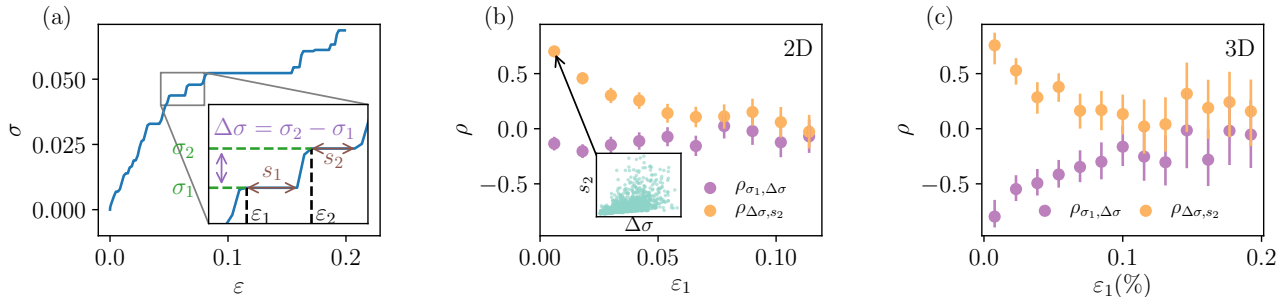 (a)
σ
0.050
0.025
0.000
0.0
0.1
0.2
ε
Δσ = σ₂ − σ₁
σ₂
σ₁
s₁
s₂
ε₁
ε₂
(b)
2D
ρ
0.5
0.0
−0.5
0.00
0.05
0.10
ε₁
s₂
Δσ
ρσ₁,Δσ
ρΔσ,s₂
(c)
3D
ρ
0.5
0.0
−0.5
0.0
0.1
0.2
ε₁(%)
ρσ₁,Δσ
ρΔσ,s₂